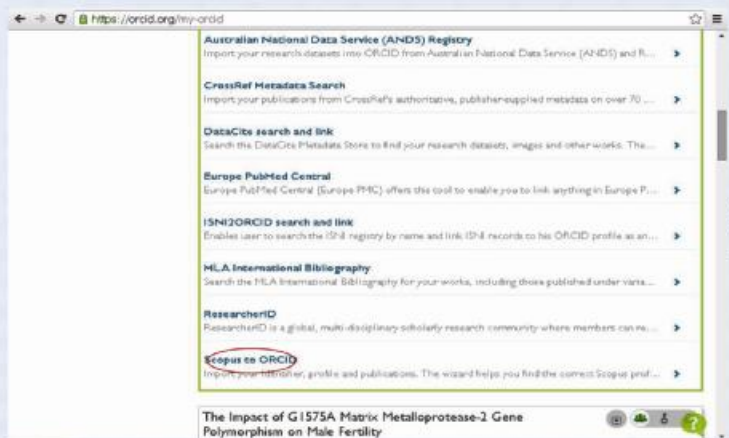 https://orcid.org/my-orcid
Australian National Data Service (ANDS) Registry
Import your research datasets into ORCID from Australian National Data Service (ANDS) and R...
CrossRef Metadata Search
Import your publications from CrossRef's authoritative, publisher-supplied metadata on over 70 ...
DataCite search and link
Search the DataCite Metadata Store to find your research datasets, images and other works. The...
Europe PubMed Central
Europe PubMed Central (Europe PMC) offers this tool to enable you to link anything in Europe P...
ISNI2ORCID search and link
Enables user to search the ISNI registry by name and link ISNI records to his ORCID profile as an...
MLA International Bibliography
Search the MLA International Bibliography for your works, including those published under varia...
ResearcherID
ResearcherID is a global, multi-disciplinary scholarly research community where members can re...
Scopus to ORCID
Import your Identifier, profile and publications. The wizard helps you find the correct Scopus prof...
The Impact of G1575A Matrix Metalloprotease-2 Gene
Polymorphism on Male Fertility
?